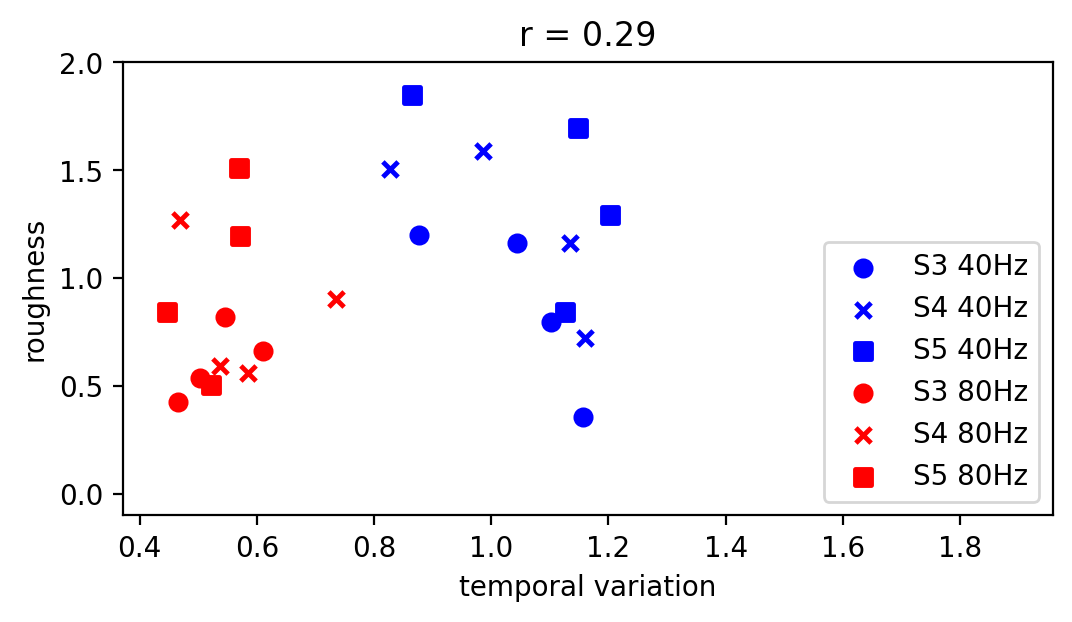 r = 0.29
roughness
2.0
1.5
1.0
0.5
0.0
S3 40Hz
S4 40Hz
S5 40Hz
S3 80Hz
S4 80Hz
S5 80Hz
0.4 0.6 0.8 1.0 1.2 1.4 1.6 1.8
temporal variation